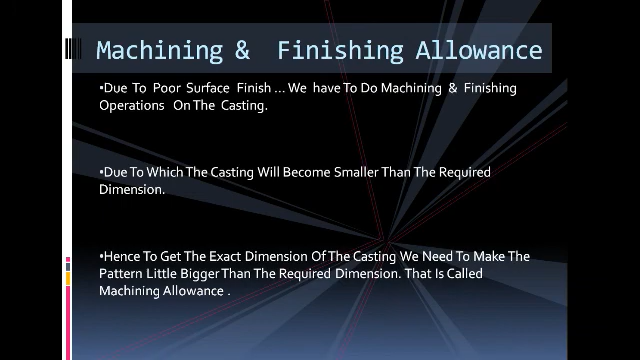 Machining & Finishing Allowance
•Due To Poor Surface Finish ... We have To Do Machining & Finishing
Operations On The Casting.
•Due To Which The Casting Will Become Smaller Than The Required
Dimension.
•Hence To Get The Exact Dimension Of The Casting We Need To Make The
Pattern Little Bigger Than The Required Dimension. That Is Called
Machining Allowance .